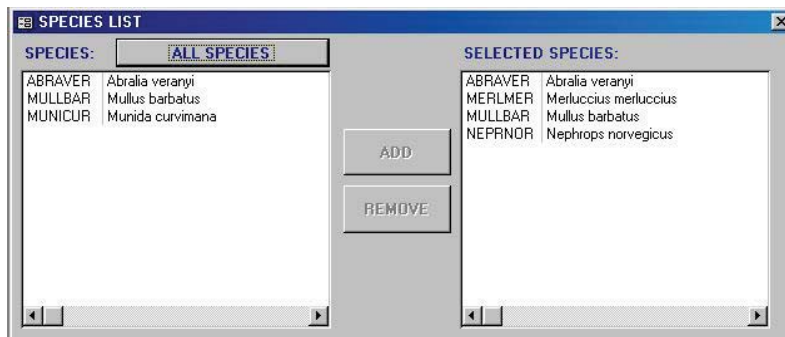 SPECIES LIST
SPECIES:
ALL SPECIES
ABRAVER Abralia veranyi
MULLBAR Mullus barbatus
MUNICUR Munida curvimana
ADD
REMOVE
SELECTED SPECIES:
ABRAVER Abralia veranyi
MERLMER Merluccius merluccius
MULLBAR Mullus barbatus
NEPRNOR Nephrops norvegicus